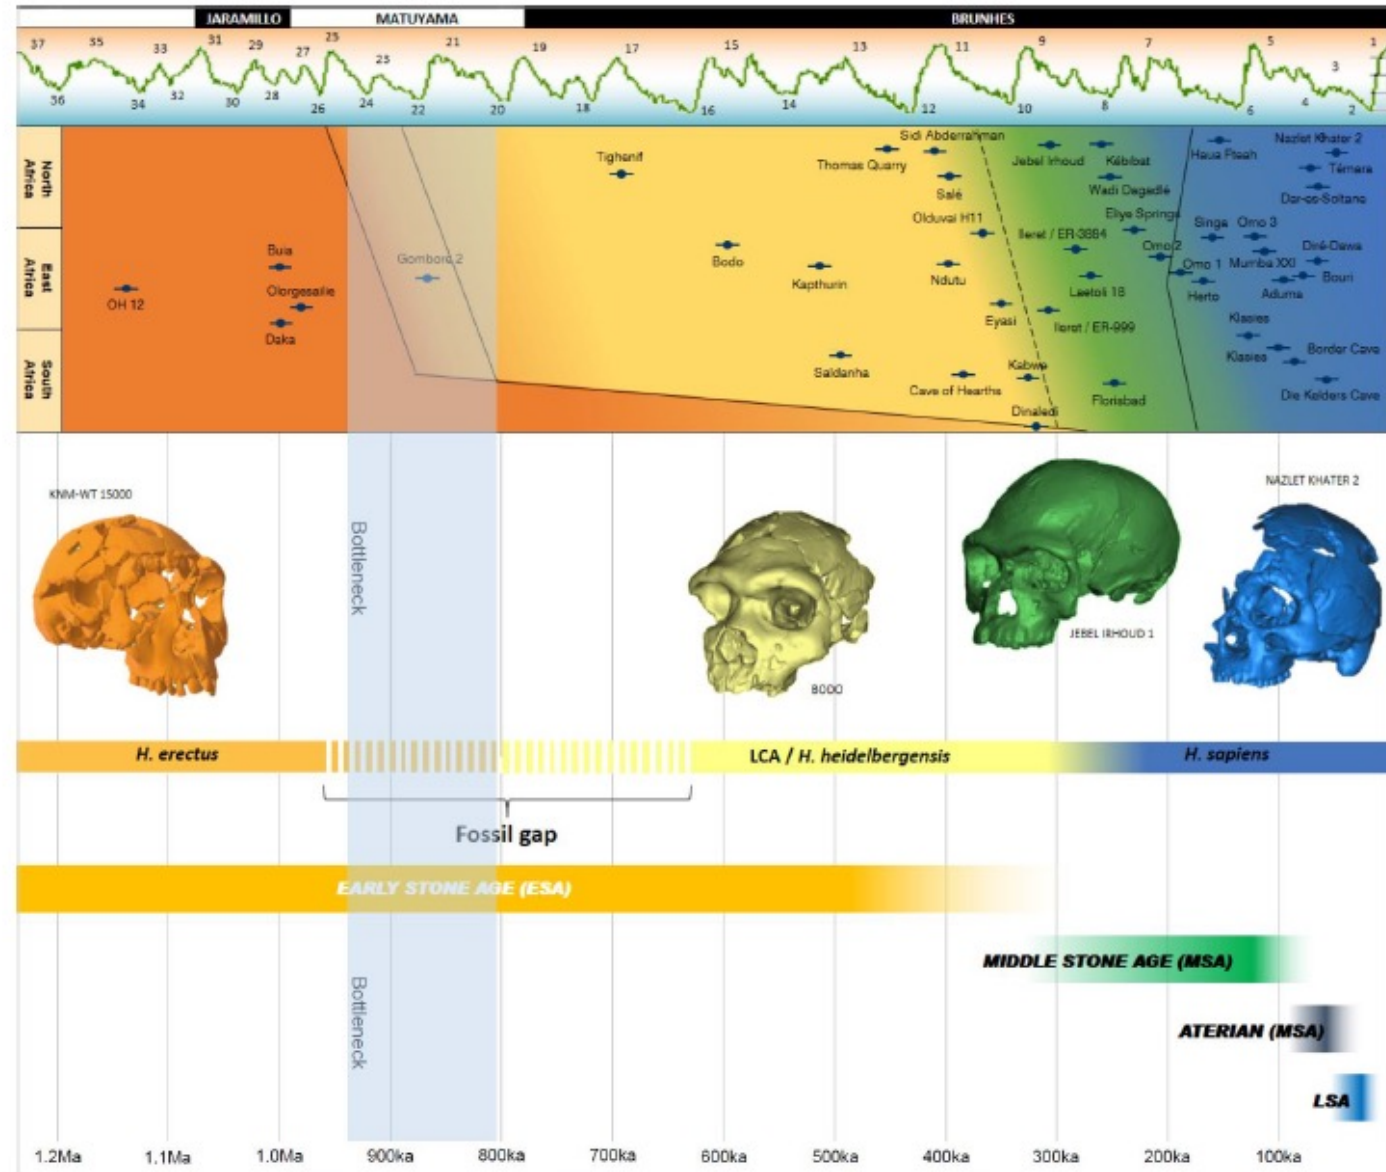 JARAMILLO MATUYAMA BRUNHES
37 35 33 31 29 27 25 23 21 19 17 15 13 11 9 7 5 3 1
36 34 32 30 28 26 24 22 20 18 16 14 12 10 8 6 4 2
North Africa
Tighenif
Thomas Quarry
Sidi Abderrahman
Salé
Jebel Irhoud
Kébibat
Wadi Dagadlé
Haua Fteah
Nazlet Khater 2
Témara
Dar-es-Soltane
East Africa
OH 12
Buia
Olorgesailie
Daka
Gomboro 2
Bodo
Kapthurin
Olduvai H11
Ndutu
Eyasi
Ileret / ER-3884
Laetoli 18
Ileret / ER-999
Eliye Springs
Omo 2
Omo 1
Herto
Singa
Omo 3
Mumba XXI
Aduma
Diré-Dawa
Bouri
South Africa
Saldanha
Cave of Hearths
Kabwe
Dinaledi
Florisbad
Klasies
Klasies
Border Cave
Die Kelders Cave
KNM-WT 15000
BODO
JEBEL IRHOUD 1
NAZLET KHATER 2
Bottleneck
H. erectus
LCA / H. heidelbergensis
H. sapiens
Fossil gap
EARLY STONE AGE (ESA)
MIDDLE STONE AGE (MSA)
Bottleneck
ATERIAN (MSA)
LSA
1.2Ma 1.1Ma 1.0Ma 900ka 800ka 700ka 600ka 500ka 400ka 300ka 200ka 100ka